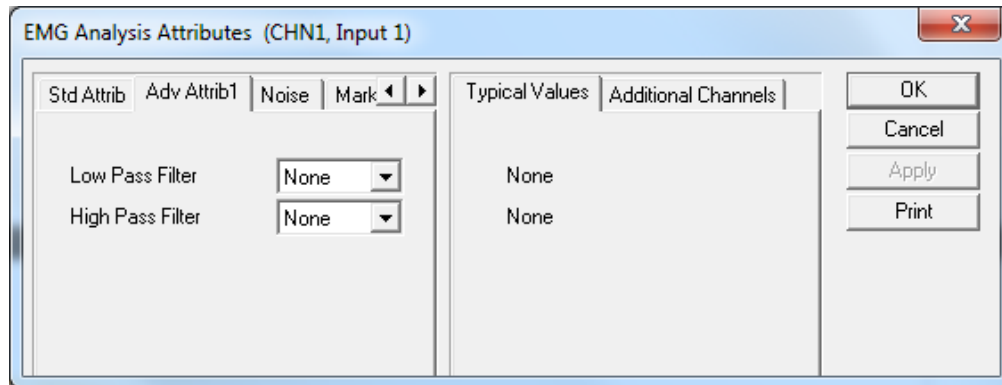 EMG Analysis Attributes (CHN1, Input 1)
Std Attrib Adv Attrib1 Noise Mark
Typical Values Additional Channels
OK
Cancel
Apply
Print
Low Pass Filter None None
High Pass Filter None None